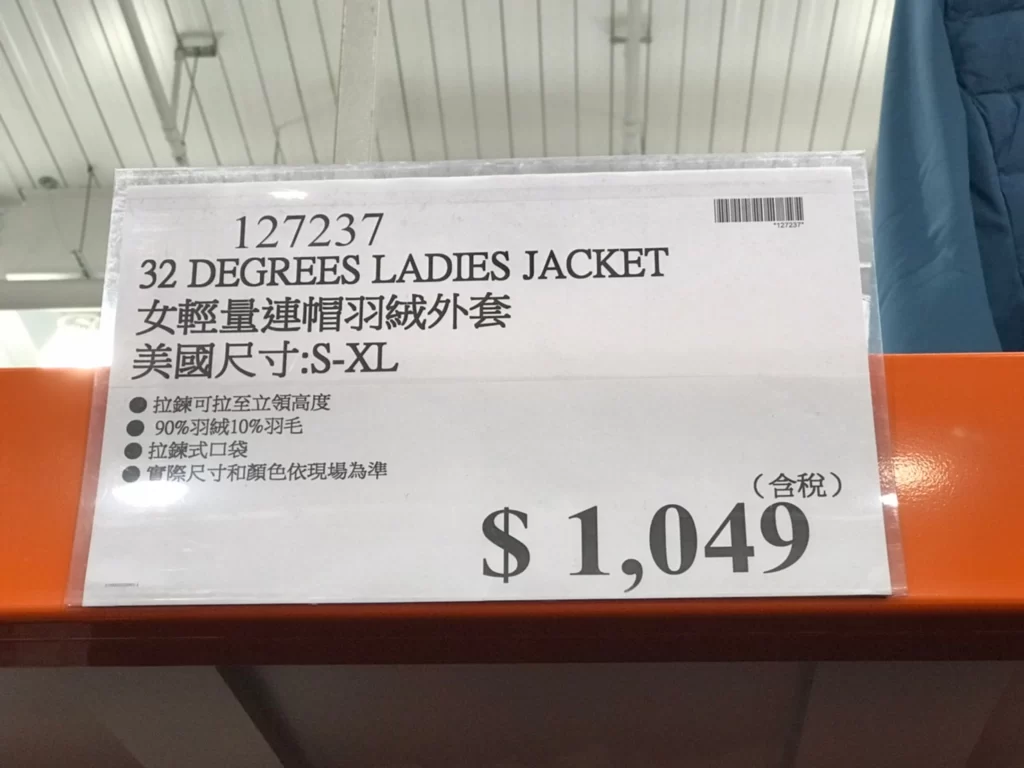 127237
*127237*
32 DEGREES LADIES JACKET
女輕量連帽羽絨外套
美國尺寸:S-XL
● 拉鍊可拉至立領高度
● 90%羽絨10%羽毛
● 拉鍊式口袋
● 實際尺寸和顏色依現場為準
（含稅）
$ 1,049